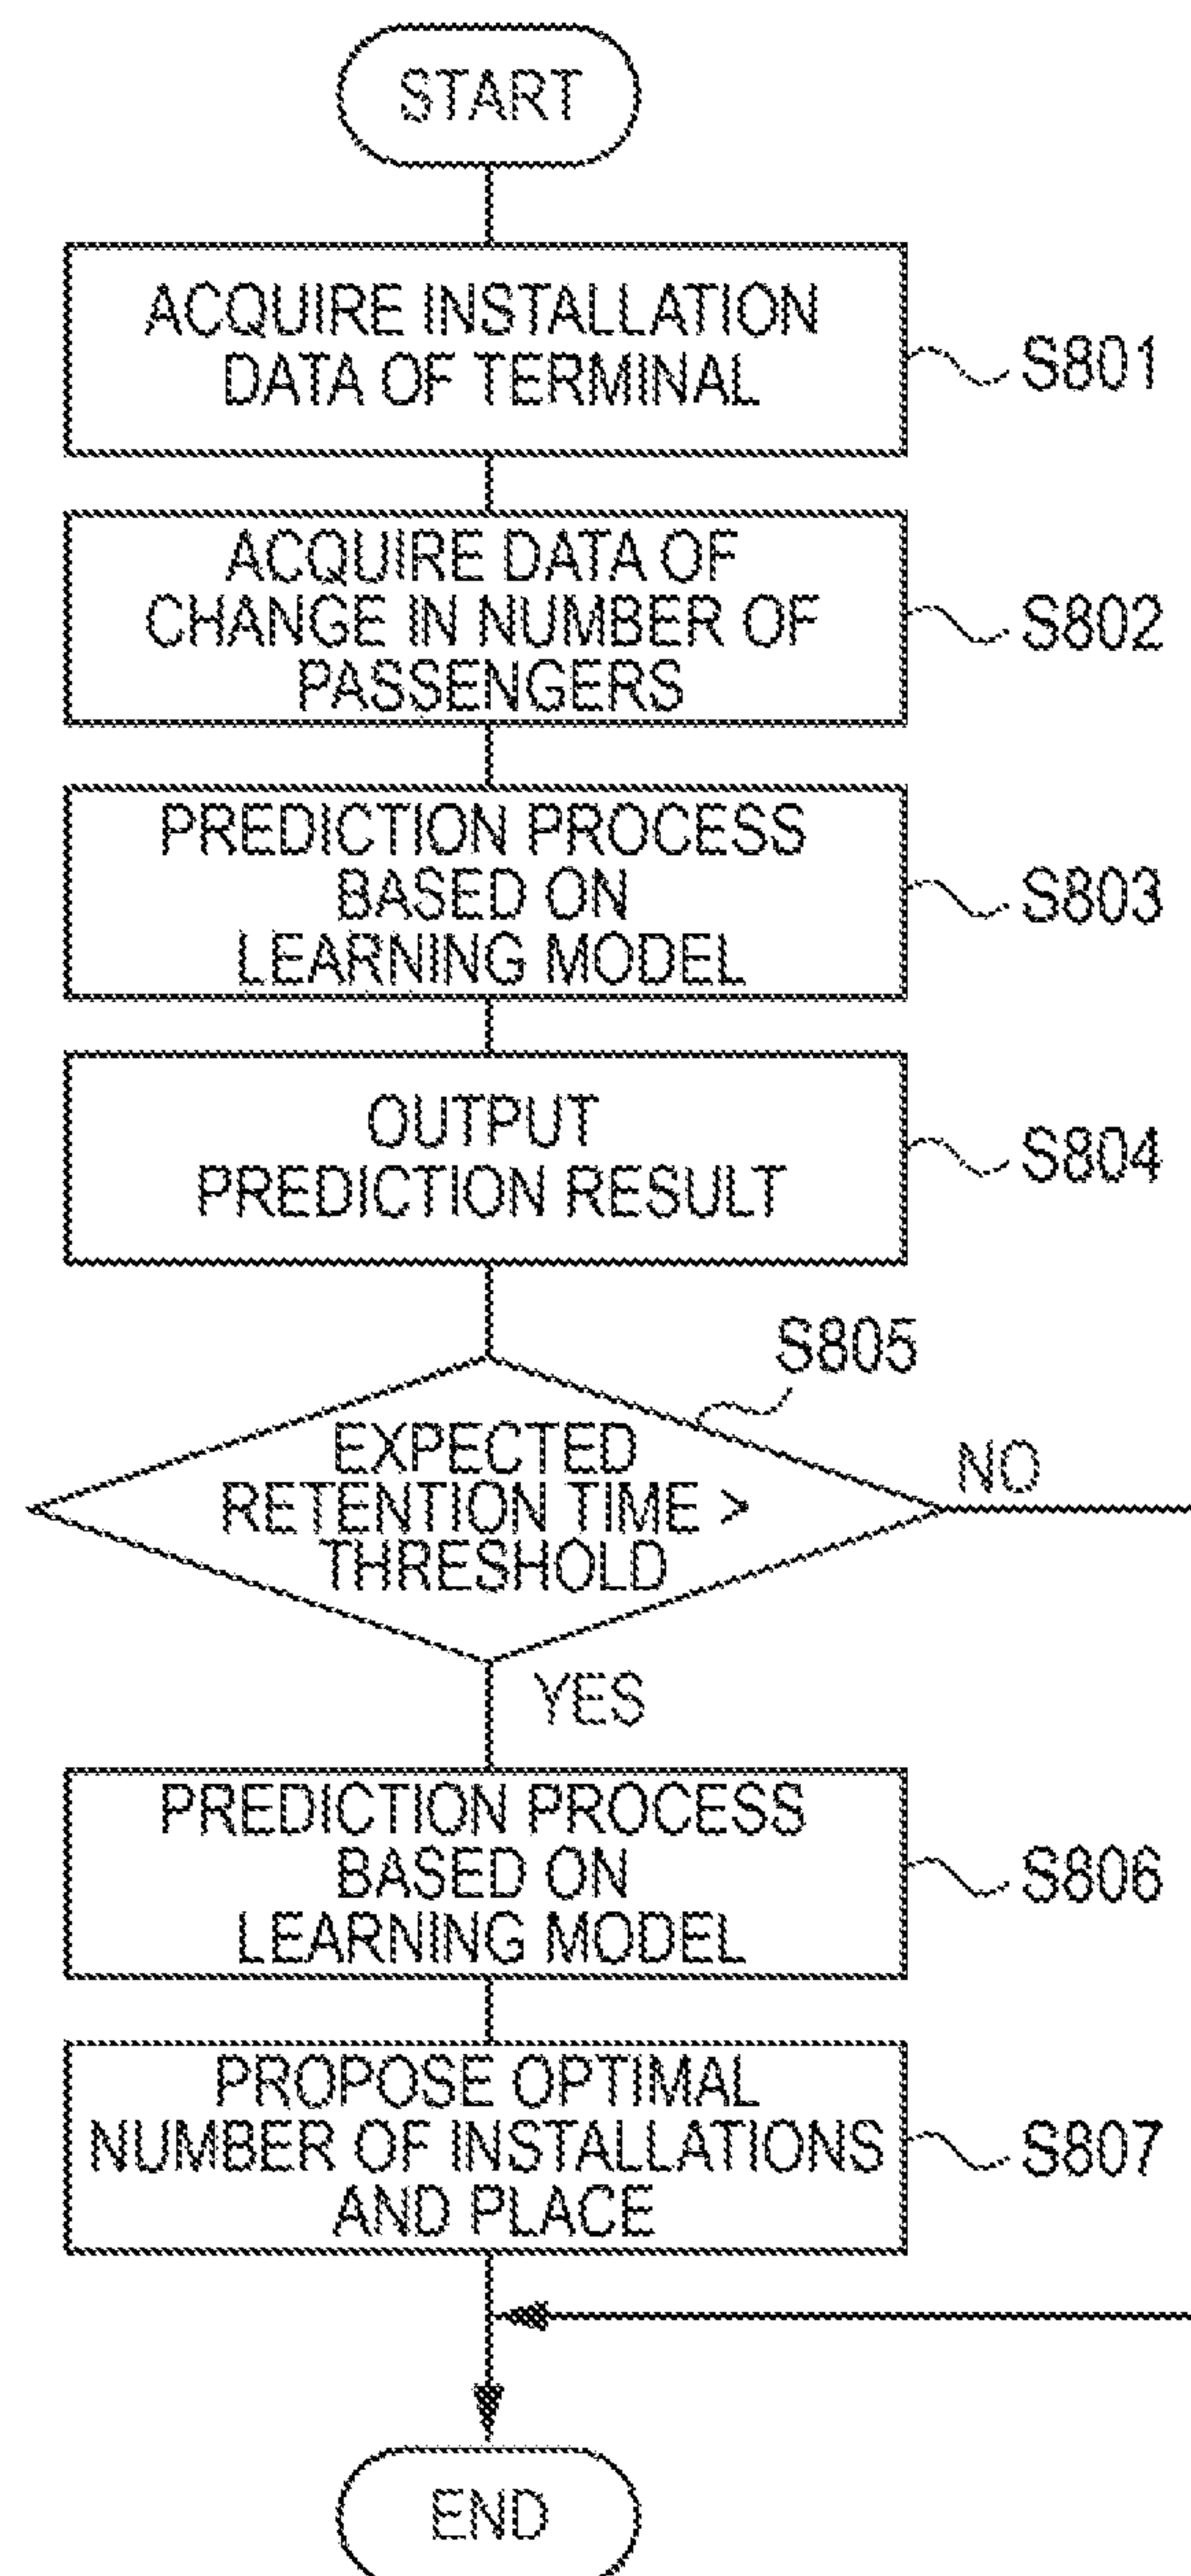 START
ACQUIRE INSTALLATION
DATA OF TERMINAL
S801
ACQUIRE DATA OF
CHANGE IN NUMBER OF
PASSENGERS
S802
PREDICTION PROCESS
BASED ON
LEARNING MODEL
S803
OUTPUT
PREDICTION RESULT
S804
S805
EXPECTED
RETENTION TIME >
THRESHOLD
NO
YES
PREDICTION PROCESS
BASED ON
LEARNING MODEL
S806
PROPOSE OPTIMAL
NUMBER OF INSTALLATIONS
AND PLACE
S807
END